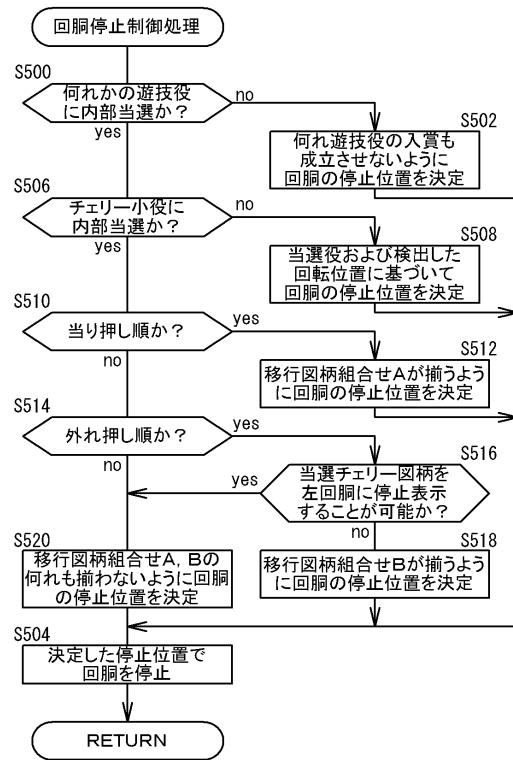 回胴停止制御処理
S500
何れかの遊技役
に内部当選か?
no
yes
S502
何れ遊技役の入賞も
成立させないように
回胴の停止位置を決定
S506
チェリー小役に
内部当選か?
no
yes
S508
当選役および検出した
回転位置に基づいて
回胴の停止位置を決定
S510
当り押し順か?
yes
no
S512
移行図柄組合せAが揃うよう
に回胴の停止位置を決定
S514
外れ押し順か?
yes
no
S516
当選チェリー図柄を
左回胴に停止表示
することが可能か?
yes
no
S520
移行図柄組合せA, Bの
何れも揃わないように回胴
の停止位置を決定
S518
移行図柄組合せBが揃うよう
に回胴の停止位置を決定
S504
決定した停止位置で
回胴を停止
RETURN